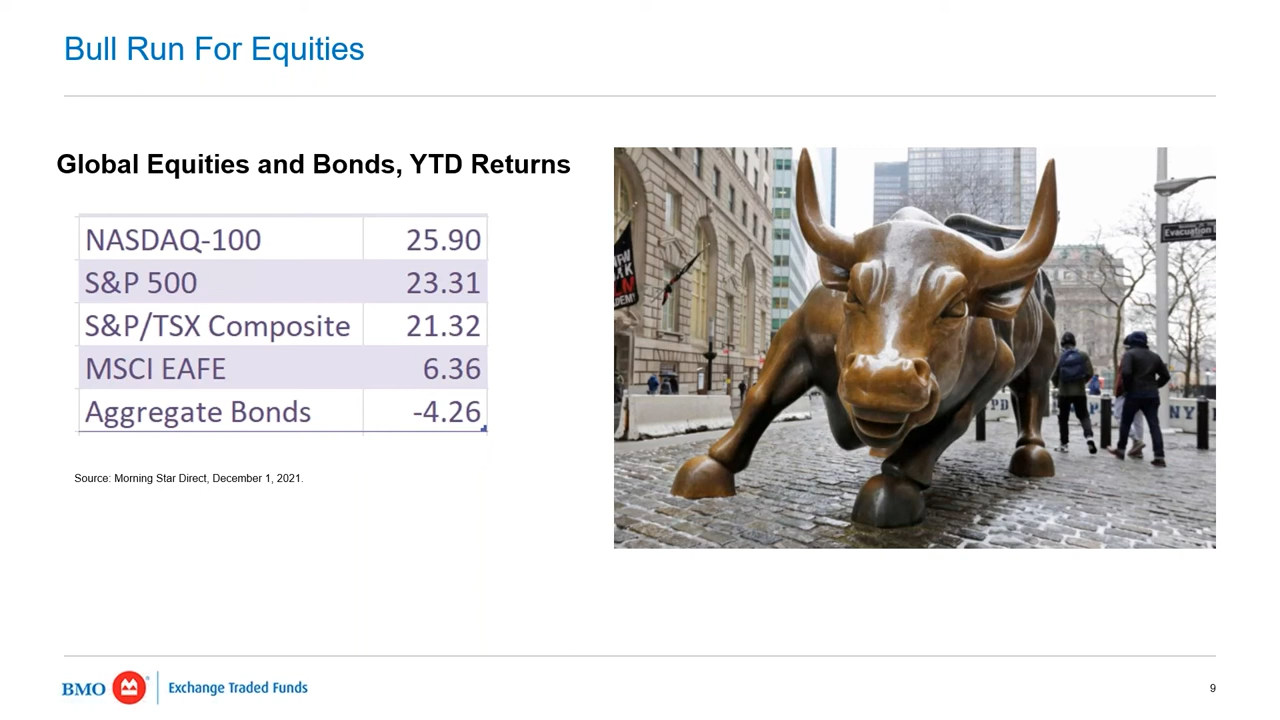 Bull Run For Equities
Global Equities and Bonds, YTD Returns
NASDAQ-100 25.90
S&P 500 23.31
S&P/TSX Composite 21.32
MSCI EAFE 6.36
Aggregate Bonds -4.26
Source: Morning Star Direct, December 1, 2021.
Evacuation
BMO Exchange Traded Funds
9